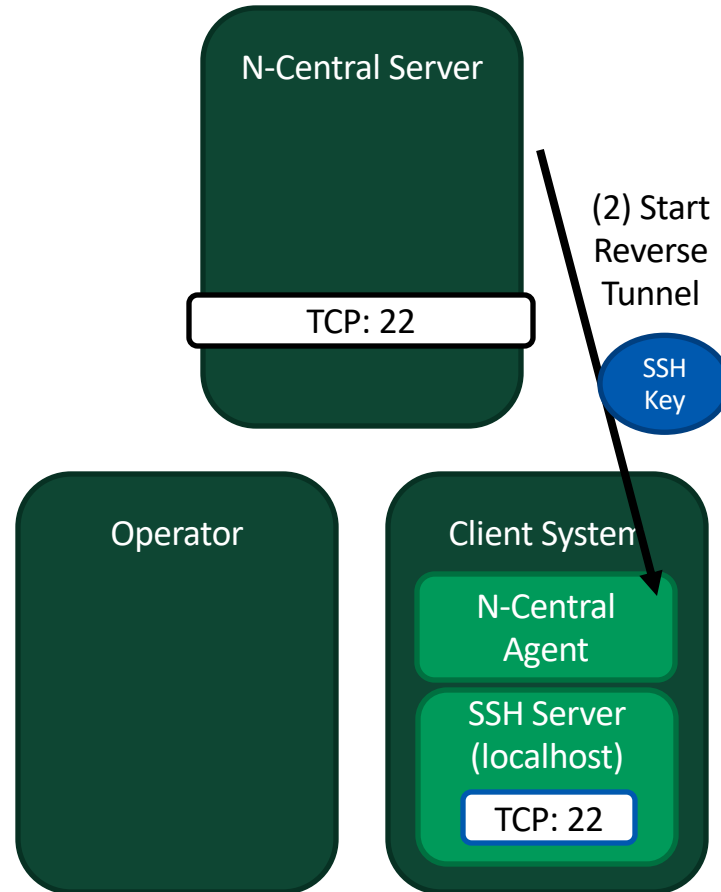 N-Central Server
(2) Start
Reverse
Tunnel
TCP: 22
SSH
Key
Operator
Client System
N-Central
Agent
SSH Server
(localhost)
TCP: 22